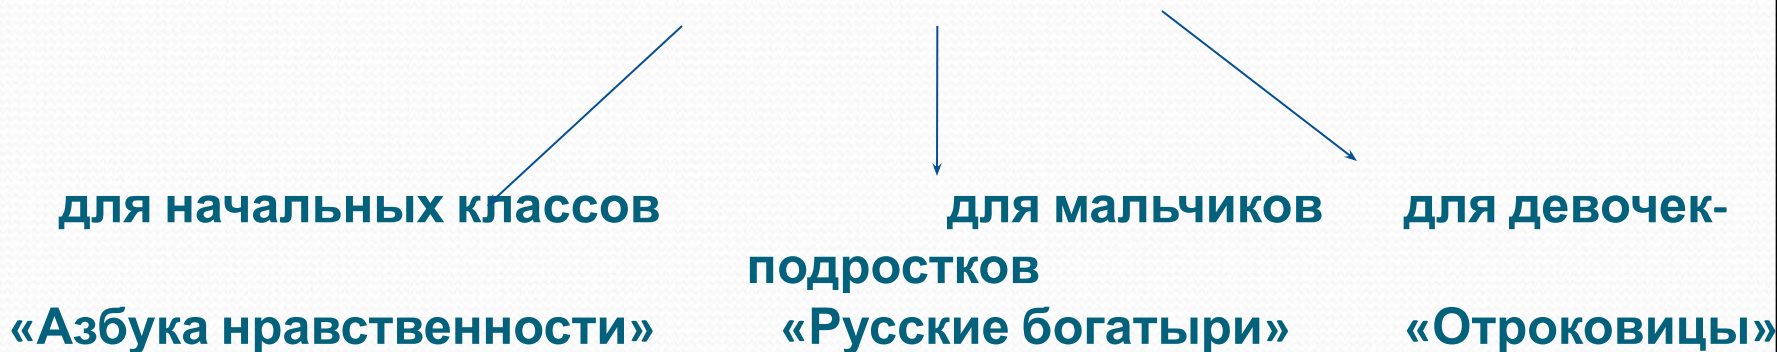 для начальных классов для мальчиков для девочек-
подростков
«Азбука нравственности» «Русские богатыри» «Отроковицы»